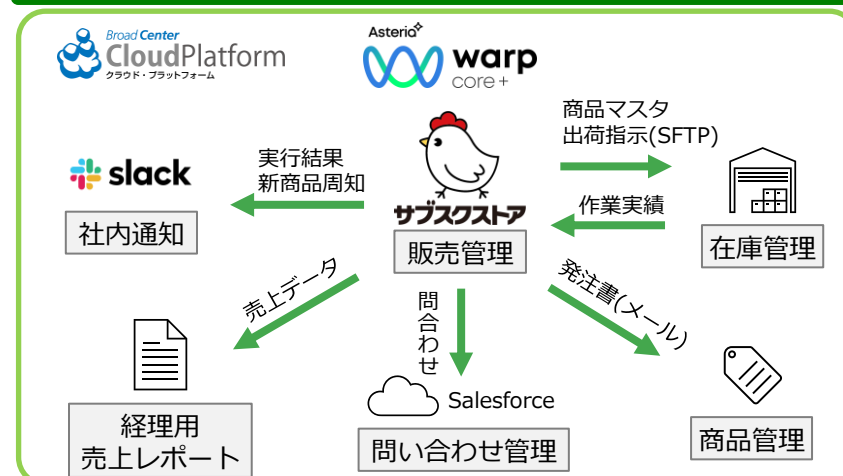 Broad Center
CloudPlatform
クラウド・プラットフォーム
Asteria
warp
core+
商品マスタ
出荷指示(SFTP)
slack
実行結果
新商品周知
サブスクストア
作業実績
社内通知
販売管理
在庫管理
売上データ
問合わせ
発注書(メール)
Salesforce
経理用
売上レポート
問い合わせ管理
商品管理